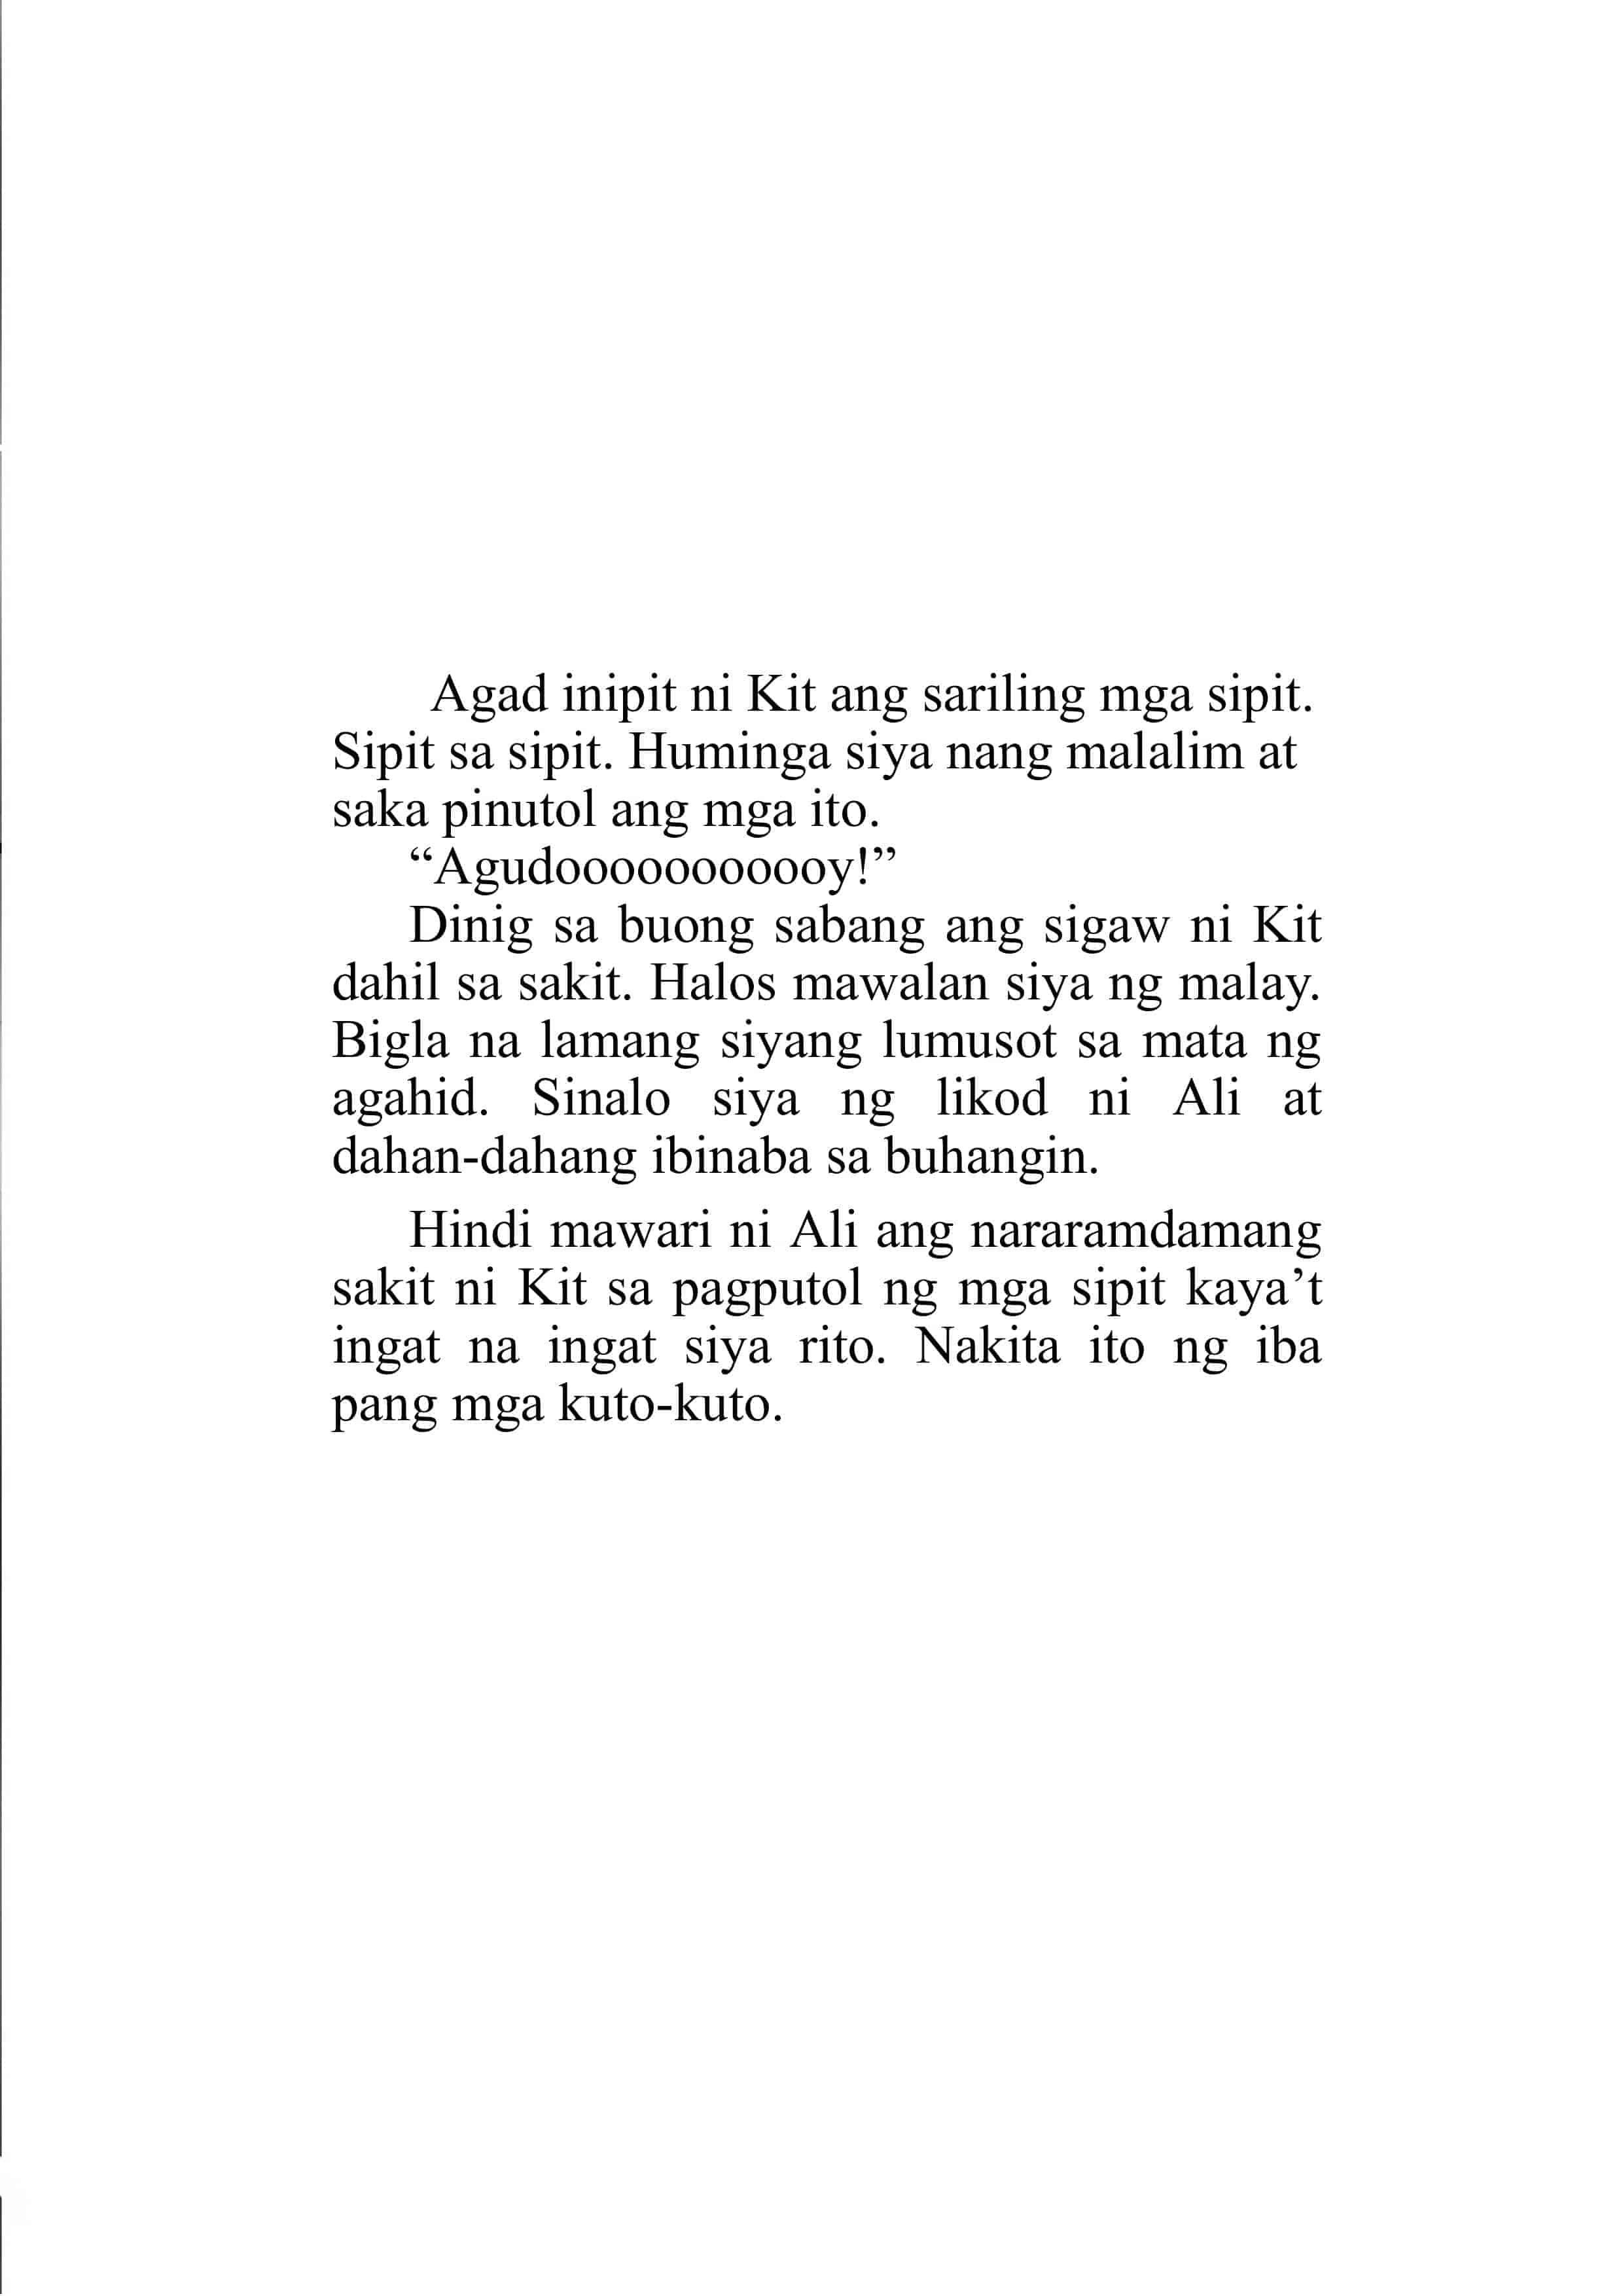 Agad inipit ni Kit ang sariling mga sipit.
Sipit sa sipit. Huminga siya nang malalim at
saka pinutol ang mga ito.
“Agudooooooooooy!”
Dinig sa buong sabang ang sigaw ni Kit
dahil sa sakit. Halos mawalan siya ng malay.
Bigla na lamang siyang lumusot sa mata ng
agahid. Sinalo siya ng likod ni Ali at
dahan-dahang ibinaba sa buhangin.
Hindi mawari ni Ali ang nararamdamang
sakit ni Kit sa pagputol ng mga sipit kaya’t
ingat na ingat siya rito. Nakita ito ng iba
pang mga kuto-kuto.